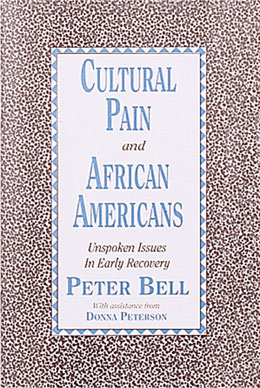 CULTURAL
PAIN
and
AFRICAN
AMERICANS
Unspoken Issues
In Early Recovery
PETER BELL
With assistance from
DONNA PETERSON